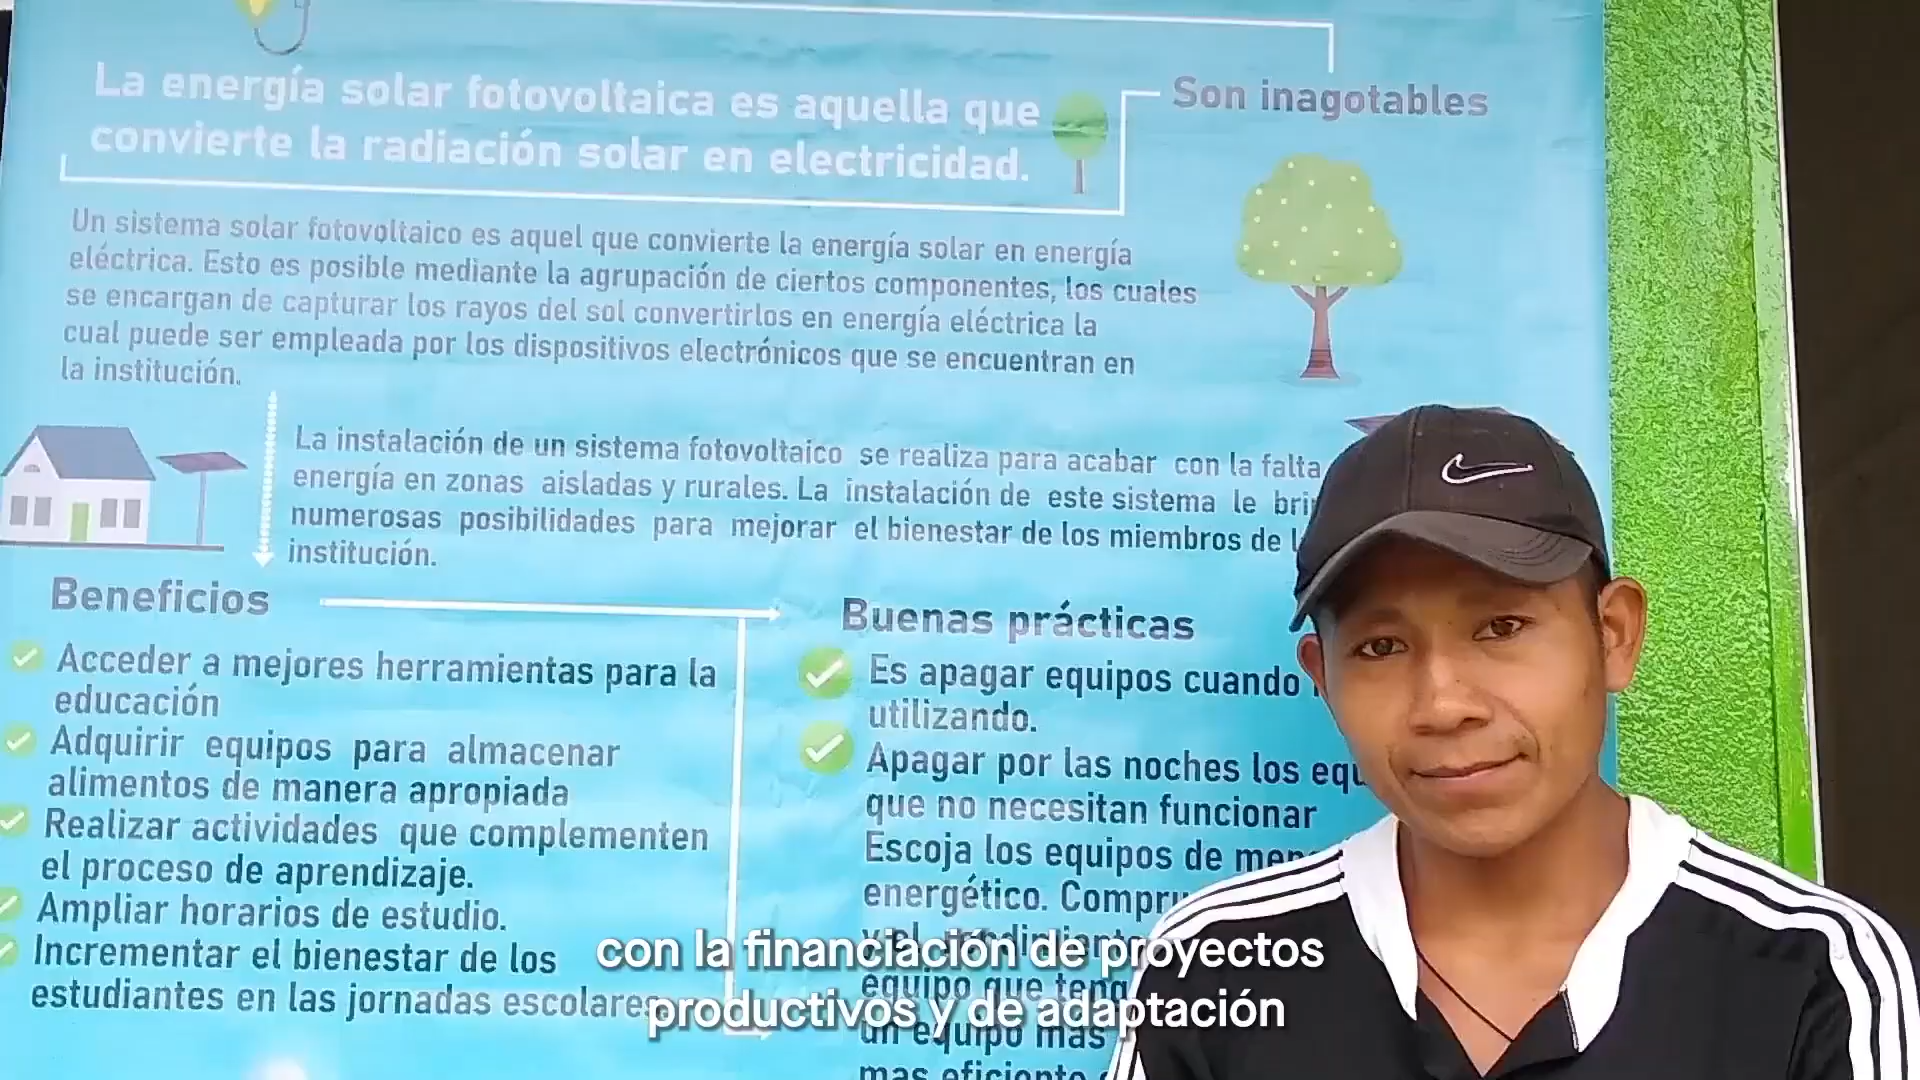 La energía solar fotovoltaica es aquella que
convierte la radiación solar en electricidad.
Son inagotables
Un sistema solar fotovoltaico es aquel que convierte la energía solar en energía
eléctrica. Esto es posible mediante la agrupación de ciertos componentes, los cuales
se encargan de capturar los rayos del sol convertirlos en energía eléctrica la
cual puede ser empleada por los dispositivos electrónicos que se encuentran en
la institución.
La instalación de un sistema fotovoltaico se realiza para acabar con la falta
energía en zonas aisladas y rurales. La instalación de este sistema le
numerosas posibilidades para mejorar el bienestar de los miembros de
institución.
Beneficios
Acceder a mejores herramientas para la
educación
Adquirir equipos para almacenar
alimentos de manera apropiada
Realizar actividades que complementen
el proceso de aprendizaje.
Ampliar horarios de estudio.
Incrementar el bienestar de los
estudiantes en las jornadas escolares
Buenas prácticas
Es apagar equipos cuando
utilizando.
Apagar por las noches los
que no necesitan funcionar
Escoja los equipos de
energético.
equipo que
un equipo mas
mas eficiente
con la financiación de proyectos
productivos y de adaptación